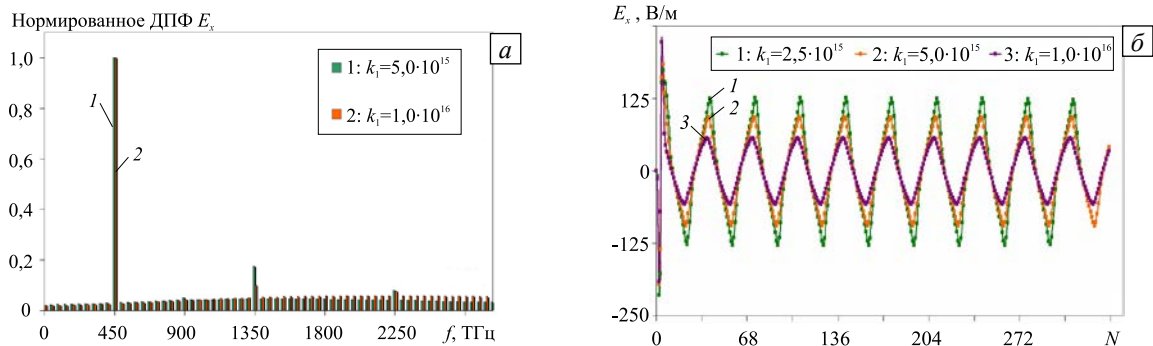 Нормированное ДПФ Eₓ
а
1: k₁=5,0·10¹⁵
2: k₁=1,0·10¹⁶
1
2
1,0
0,8
0,6
0,4
0,2
0
0 450 900 1350 1800 2250 f, ТГц
Eₓ , В/м
б
1: k₁=2,5·10¹⁵ 2: k₁=5,0·10¹⁵ 3: k₁=1,0·10¹⁶
1
2
3
125
0
-125
-250
0 68 136 204 272 N